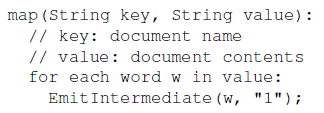 map(String key, String value):
// key: document name
// value: document contents
for each word w in value:
EmitIntermediate(w, "1");